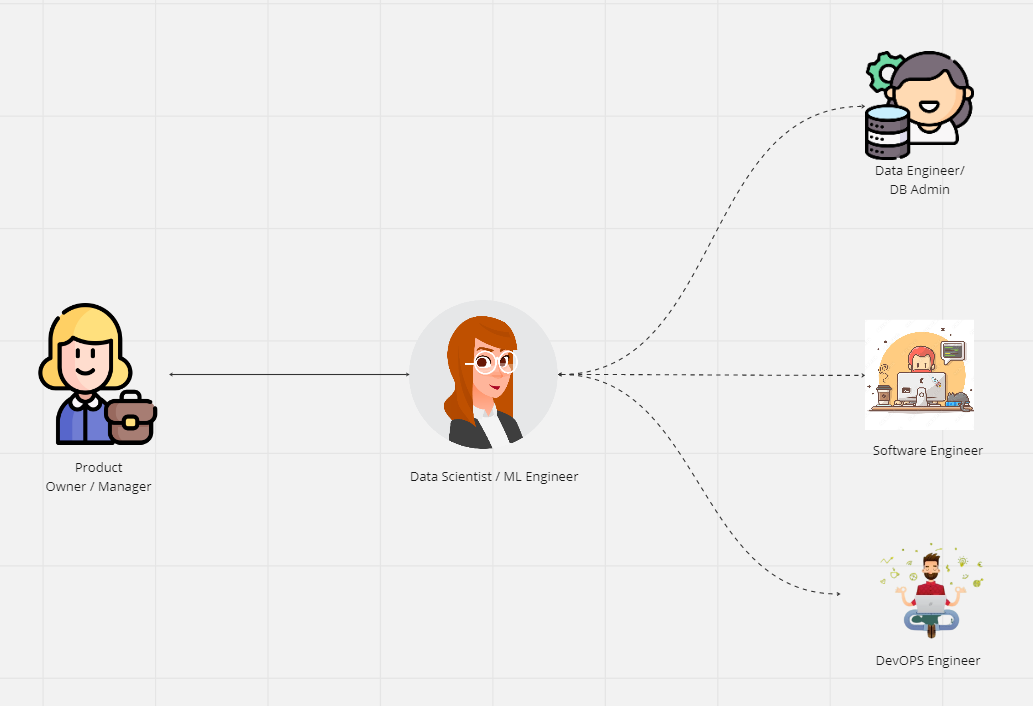 Data Engineer/
DB Admin
Product
Owner / Manager
Data Scientist / ML Engineer
Software Engineer
DevOPS Engineer